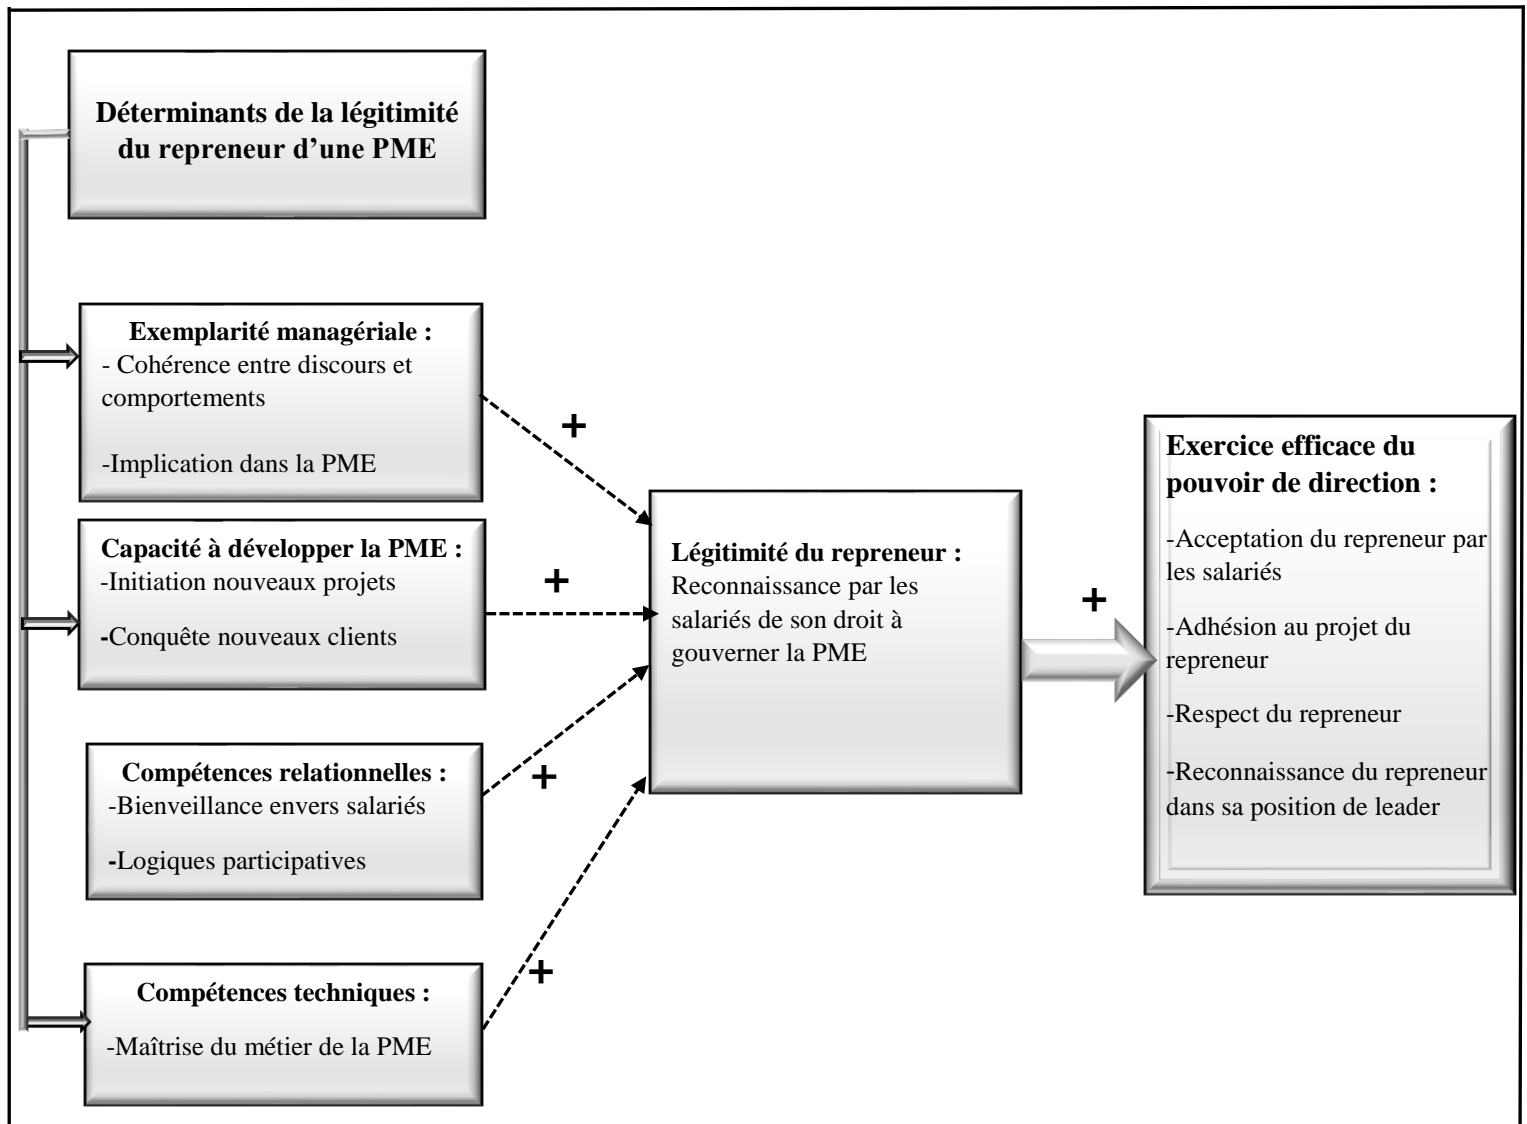 Déterminants de la légitimité
du repreneur d’une PME
Exemplarité managériale :
- Cohérence entre discours et
comportements
-Implication dans la PME
+
Capacité à développer la PME :
-Initiation nouveaux projets
-Conquête nouveaux clients
+
Compétences relationnelles :
-Bienveillance envers salariés
-Logiques participatives
+
Compétences techniques :
-Maîtrise du métier de la PME
+
Légitimité du repreneur :
Reconnaissance par les
salariés de son droit à
gouverner la PME
+
Exercice efficace du
pouvoir de direction :
-Acceptation du repreneur par
les salariés
-Adhésion au projet du
repreneur
-Respect du repreneur
-Reconnaissance du repreneur
dans sa position de leader